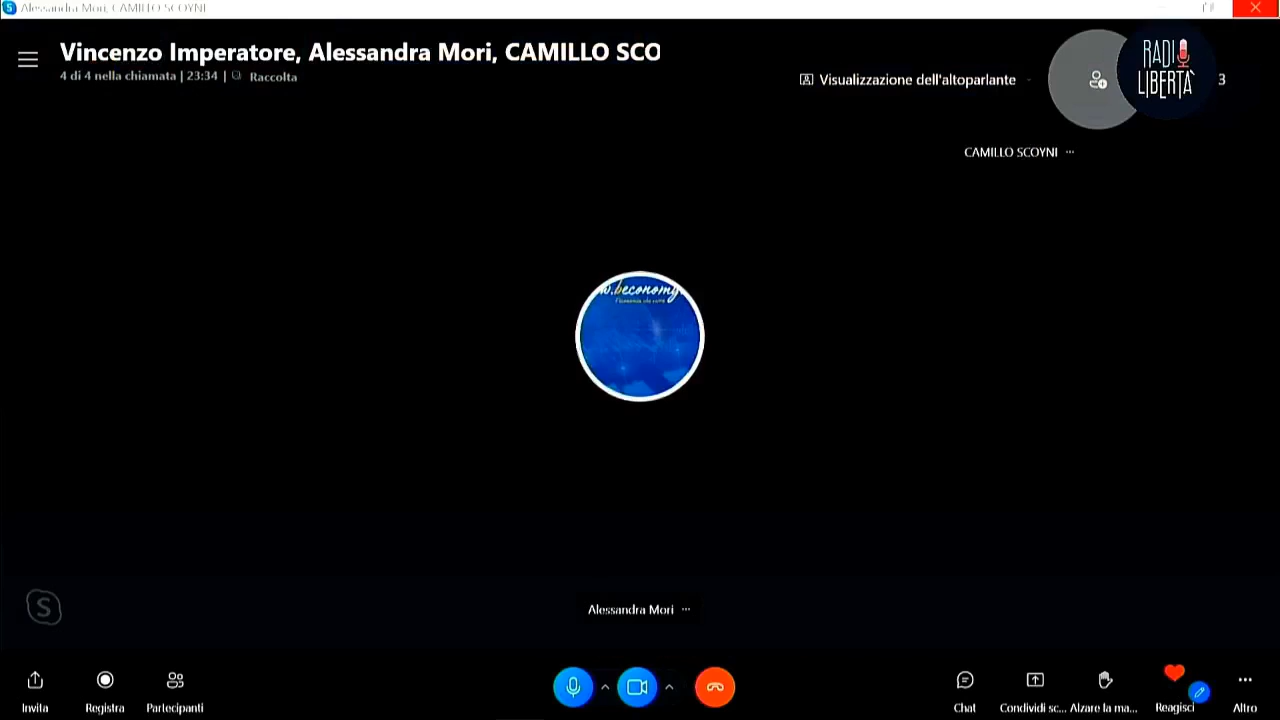 Alessandra Mori, CAMILLO SCOYNI
Vincenzo Imperatore, Alessandra Mori, CAMILLO SCO
4 di 4 nella chiamata | 23:34 | Raccolta
Visualizzazione dell'altoparlante
RADIO
LIBERTÀ
3
CAMILLO SCOYNI ...
w.beconomy
S
Alessandra Mori ...
Invita
Registra
Partecipanti
Chat
Condividi sc...
Alzare la ma...
Reagisci
Altro